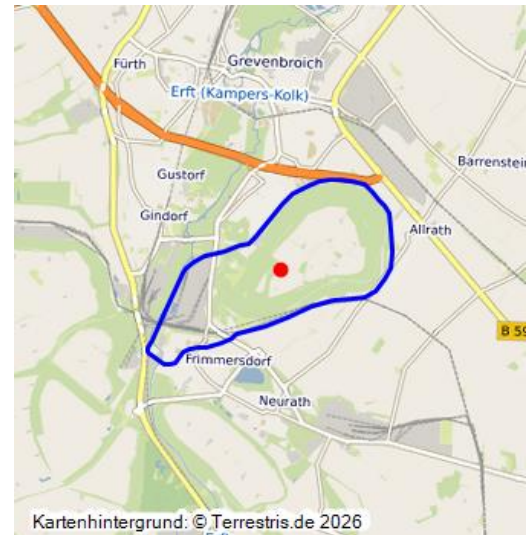 Fürth
Grevenbroich
Erft (Kampers-Kolk)
Barrenstein
Gustorf
Gindorf
Allrath
B 59
Frimmersdorf
Neurath
Kartenhintergrund: © Terrestris.de 2026